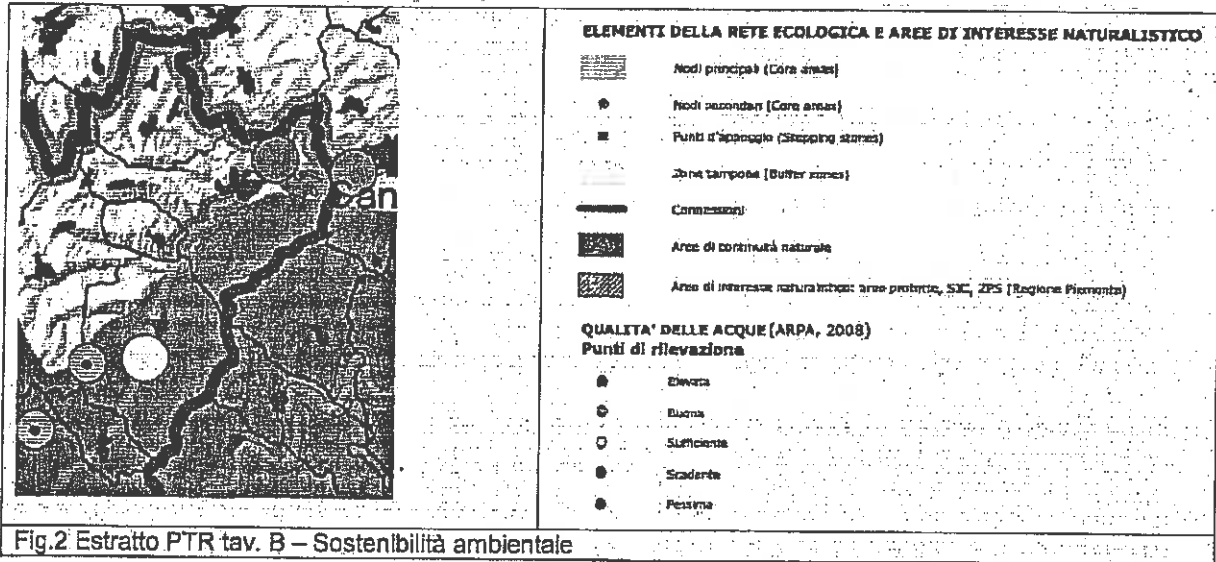 ELEMENTI DELLA RETE ECOLOGICA E AREE DI INTERESSE NATURALISTICO
Nodi principali (Core areas)
Nodi secondari (Core areas)
Punti d'appoggio (Stepping stones)
Zone tampone (Buffer zones)
Connessioni
Aree di continuità naturale
Aree di interesse naturalistico: aree protette, SIC, ZPS (Regione Piemonte)
QUALITA' DELLE ACQUE (ARPA, 2008)
Punti di rilevazione
Elevata
Buona
Sufficiente
Scadente
Pessima
Can
Fig.2 Estratto PTR tav. B – Sostenibilità ambientale